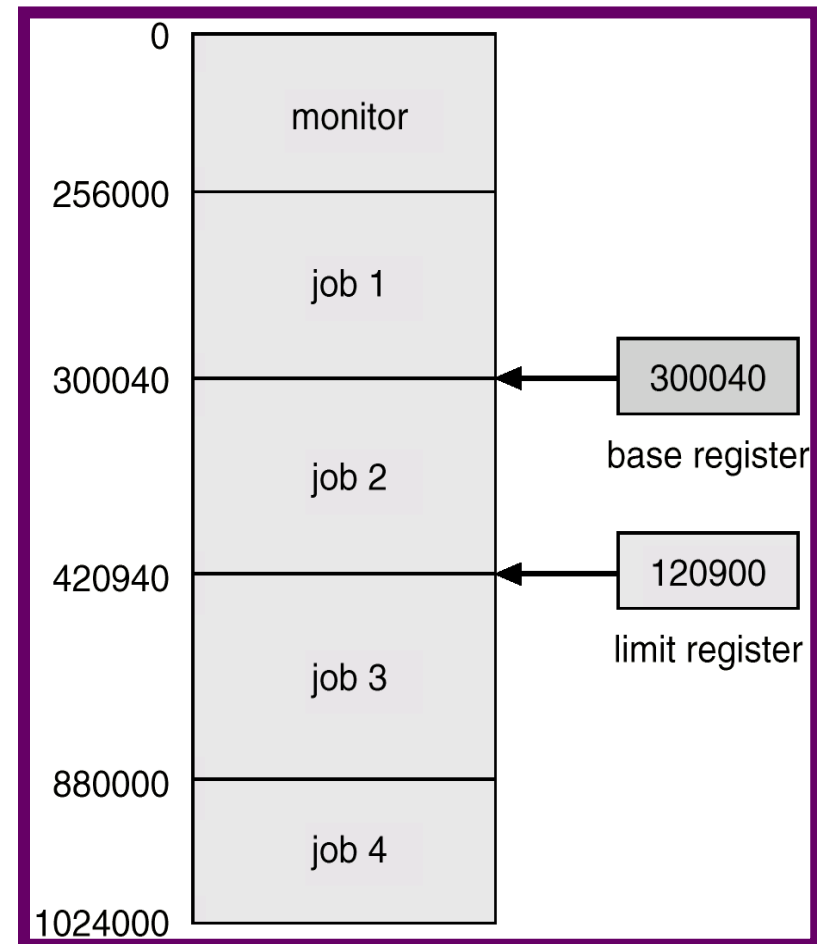 0
monitor
256000
job 1
300040
300040
base register
job 2
420940
120900
limit register
job 3
880000
job 4
1024000